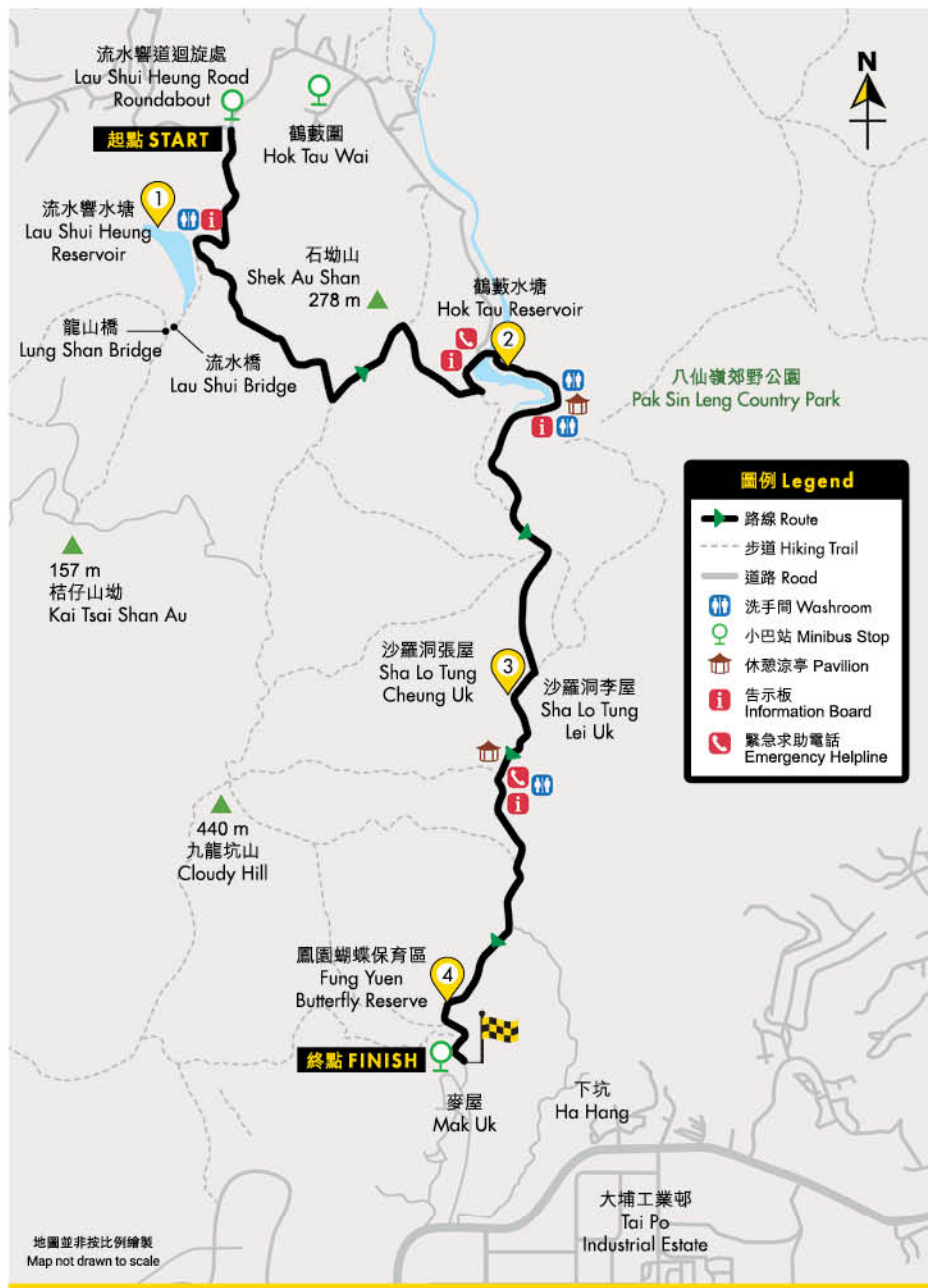 流水響道迴旋處
Lau Shui Heung Road
Roundabout
起點 START
鶴藪圍
Hok Tau Wai
N
1
流水響水塘
Lau Shui Heung
Reservoir
石坳山
Shek Au Shan
278 m
鶴藪水塘
Hok Tau Reservoir
2
龍山橋
Lung Shan Bridge
流水橋
Lau Shui Bridge
八仙嶺郊野公園
Pak Sin Leng Country Park
圖例 Legend
路線 Route
步道 Hiking Trail
道路 Road
洗手間 Washroom
小巴站 Minibus Stop
休憩涼亭 Pavilion
告示板
Information Board
緊急求助電話
Emergency Helpline
157 m
桔仔山坳
Kai Tsai Shan Au
沙羅洞張屋
Sha Lo Tung
Cheung Uk
3
沙羅洞李屋
Sha Lo Tung
Lei Uk
440 m
九龍坑山
Cloudy Hill
鳳園蝴蝶保育區
Fung Yuen
Butterfly Reserve
4
終點 FINISH
麥屋
Mak Uk
下坑
Ha Hang
大埔工業邨
Tai Po
Industrial Estate
地圖並非按比例繪製
Map not drawn to scale